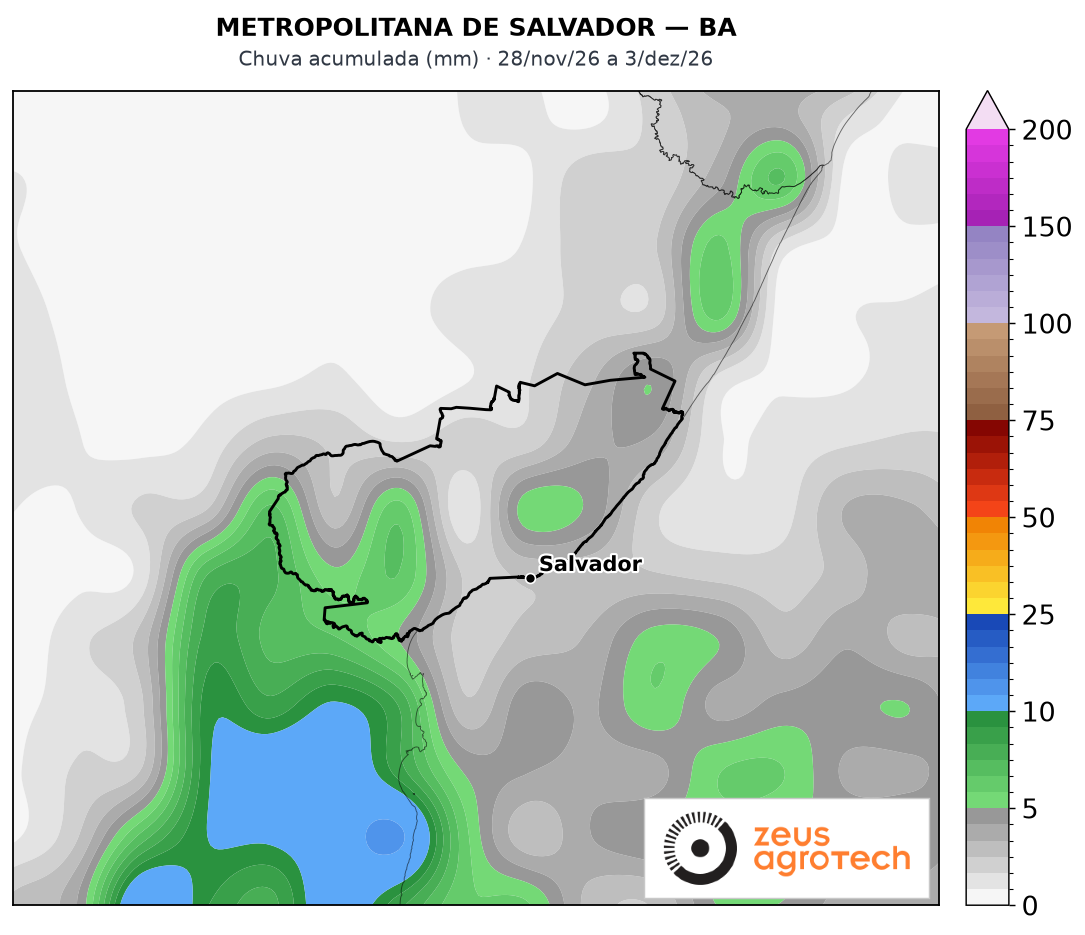 METROPOLITANA DE SALVADOR — BA
Chuva acumulada (mm) · 28/nov/26 a 3/dez/26
200
150
100
75
50
25
10
5
0
Salvador
zeus
agrotech